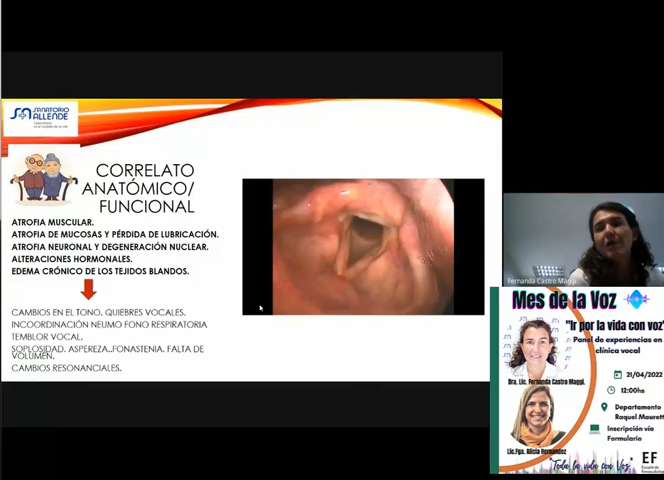 SANATORIO
ALLENDE
CORRELATO
ANATÓMICO/
FUNCIONAL
ATROFIA MUSCULAR.
ATROFIA DE MUCOSAS Y PÉRDIDA DE LUBRICACIÓN.
ATROFIA NEURONAL Y DEGENERACIÓN NUCLEAR.
ALTERACIONES HORMONALES.
EDEMA CRÓNICO DE LOS TEJIDOS BLANDOS.
CAMBIOS EN EL TONO. QUIEBRES VOCALES.
INCOORDINACIÓN NEUMO FONO RESPIRATORIA
TEMBLOR VOCAL.
SOPLOSIDAD. ASPEREZA..FONASTENIA. FALTA DE
VOLUMEN.
CAMBIOS RESONANCIALES.
Fernanda Castro Maggi
Mes de la Voz
"Ir por la vida con voz"
Panel de experiencias en
clínica vocal
21/04/2022
12:00hs
Dra. Lic. Fernanda Castro Maggi.
Departamento
Raquel Maurett
Inscripción vía
Formulario
Lic.Fga. Alicia Hernandez
"Toda la vida con Voz"
EF